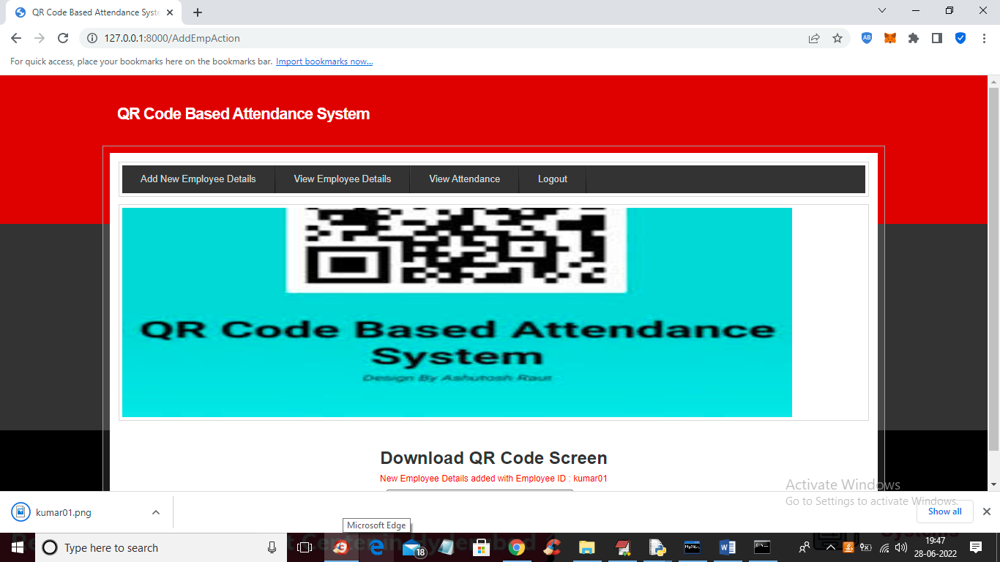 QR Code Based Attendance Syste
127.0.0.1:8000/AddEmpAction
For quick access, place your bookmarks here on the bookmarks bar. Import bookmarks now...
QR Code Based Attendance System
Add New Employee Details
View Employee Details
View Attendance
Logout
QR Code Based Attendance
System
Design By Ashutosh Raut
Download QR Code Screen
New Employee Details added with Employee ID : kumar01
Activate Windows
Go to Settings to activate Windows.
kumar01.png
Show all
Microsoft Edge
Type here to search
18
19:47
28-06-2022